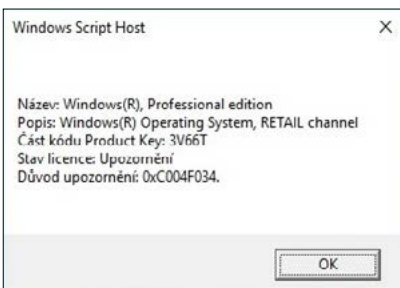 Windows Script Host
Název: Windows(R), Professional edition
Popis: Windows(R) Operating System, RETAIL channel
Část kódu Product Key: 3V66T
Stav licence: Upozornění
Důvod upozornění: 0xC004F034.
OK